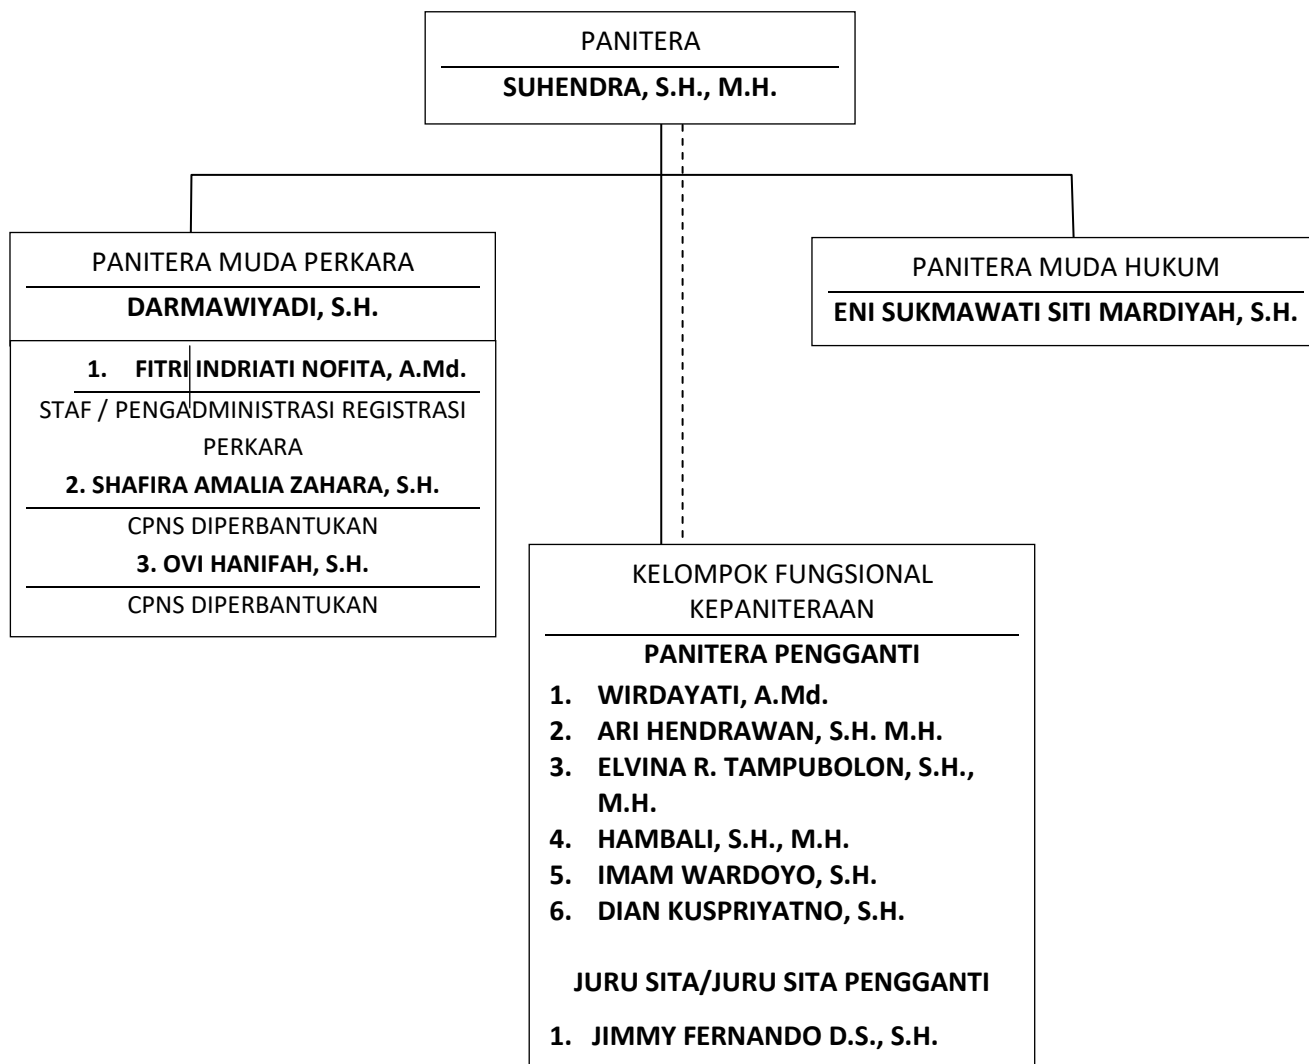 PANITERA
SUHENDRA, S.H., M.H.
PANITERA MUDA PERKARA
DARMAWIYADI, S.H.
1. FITRI INDRIATI NOFITA, A.Md.
STAF / PENGADMINISTRASI REGISTRASI
PERKARA
2. SHAFIRA AMALIA ZAHARA, S.H.
CPNS DIPERBANTUKAN
3. OVI HANIFAH, S.H.
CPNS DIPERBANTUKAN
PANITERA MUDA HUKUM
ENI SUKMAWATI SITI MARDIYAH, S.H.
KELOMPOK FUNGSIONAL
KEPANITERAAN
PANITERA PENGGANTI
1. WIRDAYATI, A.Md.
2. ARI HENDRAWAN, S.H. M.H.
3. ELVINA R. TAMPUBOLON, S.H.,
M.H.
4. HAMBALI, S.H., M.H.
5. IMAM WARDOYO, S.H.
6. DIAN KUSPRIYATNO, S.H.
JURU SITA/JURU SITA PENGGANTI
1. JIMMY FERNANDO D.S., S.H.